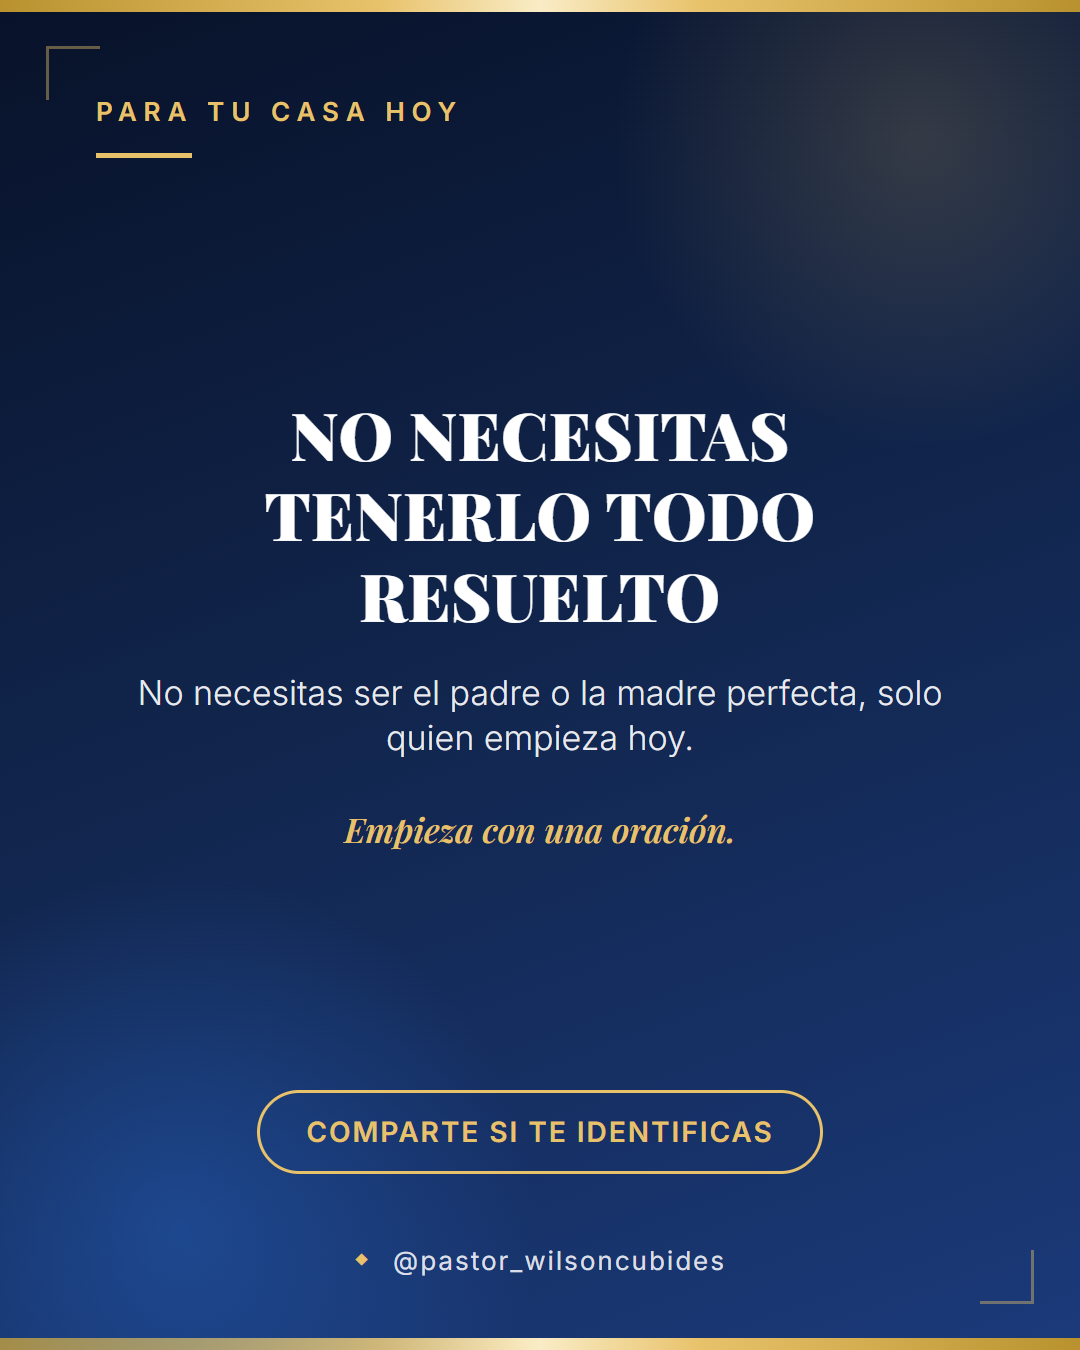 PARA TU CASA HOY
NO NECESITAS
TENERLO TODO
RESUELTO
No necesitas ser el padre o la madre perfecta, solo
quien empieza hoy.
Empieza con una oración.
COMPARTE SI TE IDENTIFICAS
@pastor_wilsoncubides